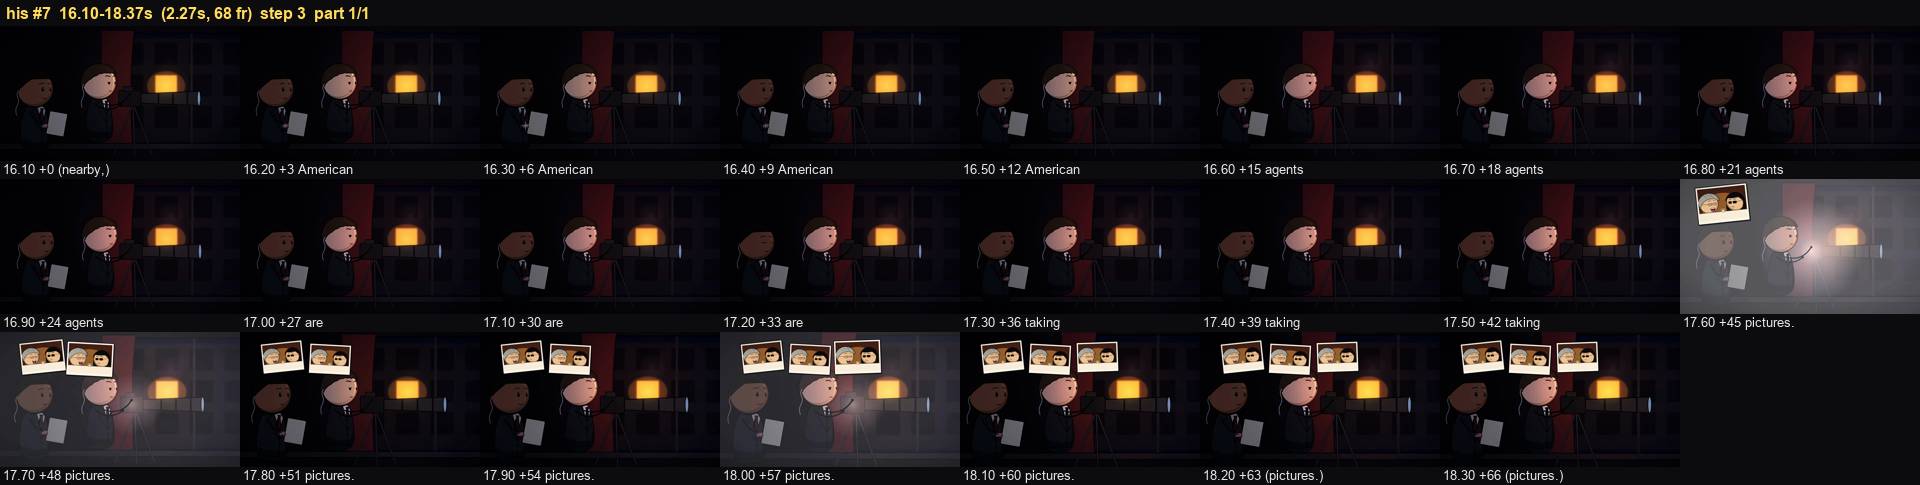 his #7  16.10-18.37s  (2.27s, 68 fr)  step 3  part 1/1
16.10 +0 (nearby,)
16.20 +3 American
16.30 +6 American
16.40 +9 American
16.50 +12 American
16.60 +15 agents
16.70 +18 agents
16.80 +21 agents
16.90 +24 agents
17.00 +27 are
17.10 +30 are
17.20 +33 are
17.30 +36 taking
17.40 +39 taking
17.50 +42 taking
17.60 +45 pictures.
17.70 +48 pictures.
17.80 +51 pictures.
17.90 +54 pictures.
18.00 +57 pictures.
18.10 +60 pictures.
18.20 +63 (pictures.)
18.30 +66 (pictures.)